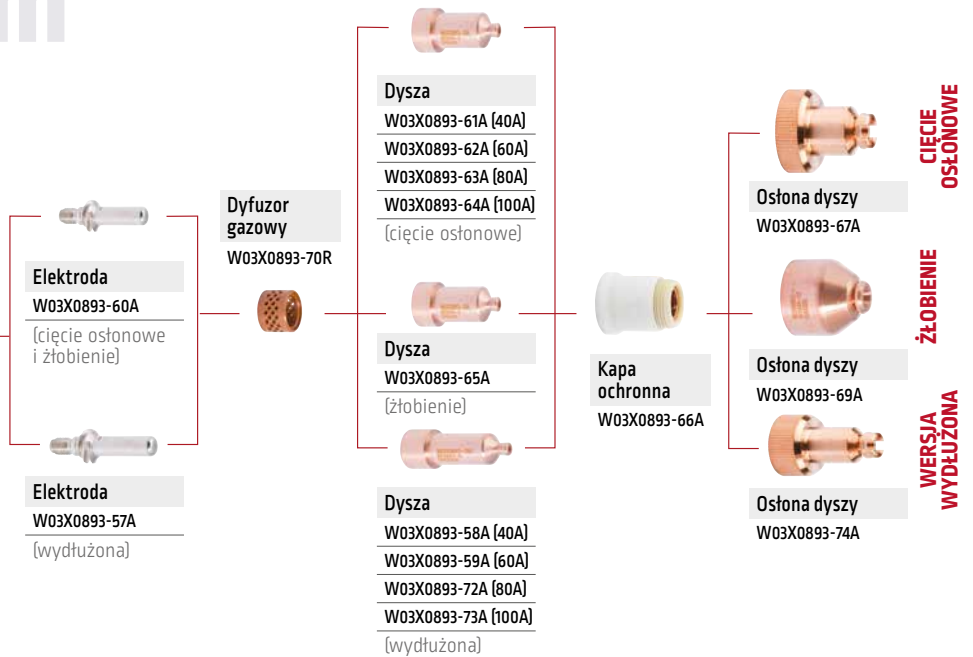 Elektroda
W03X0893-60A
(cięcie osłonowe
i żłobienie)
Elektroda
W03X0893-57A
(wydłużona)
Dyfuzor
gazowy
W03X0893-70R
Dysza
W03X0893-61A (40A)
W03X0893-62A (60A)
W03X0893-63A (80A)
W03X0893-64A (100A)
(cięcie osłonowe)
Dysza
W03X0893-65A
(żłobienie)
Dysza
W03X0893-58A (40A)
W03X0893-59A (60A)
W03X0893-72A (80A)
W03X0893-73A (100A)
(wydłużona)
Kapa
ochronna
W03X0893-66A
Osłona dyszy
W03X0893-67A
CIĘCIE
OSŁONOWE
Osłona dyszy
W03X0893-69A
ŻŁOBIENIE
Osłona dyszy
W03X0893-74A
WERSJA
WYDŁUŻONA